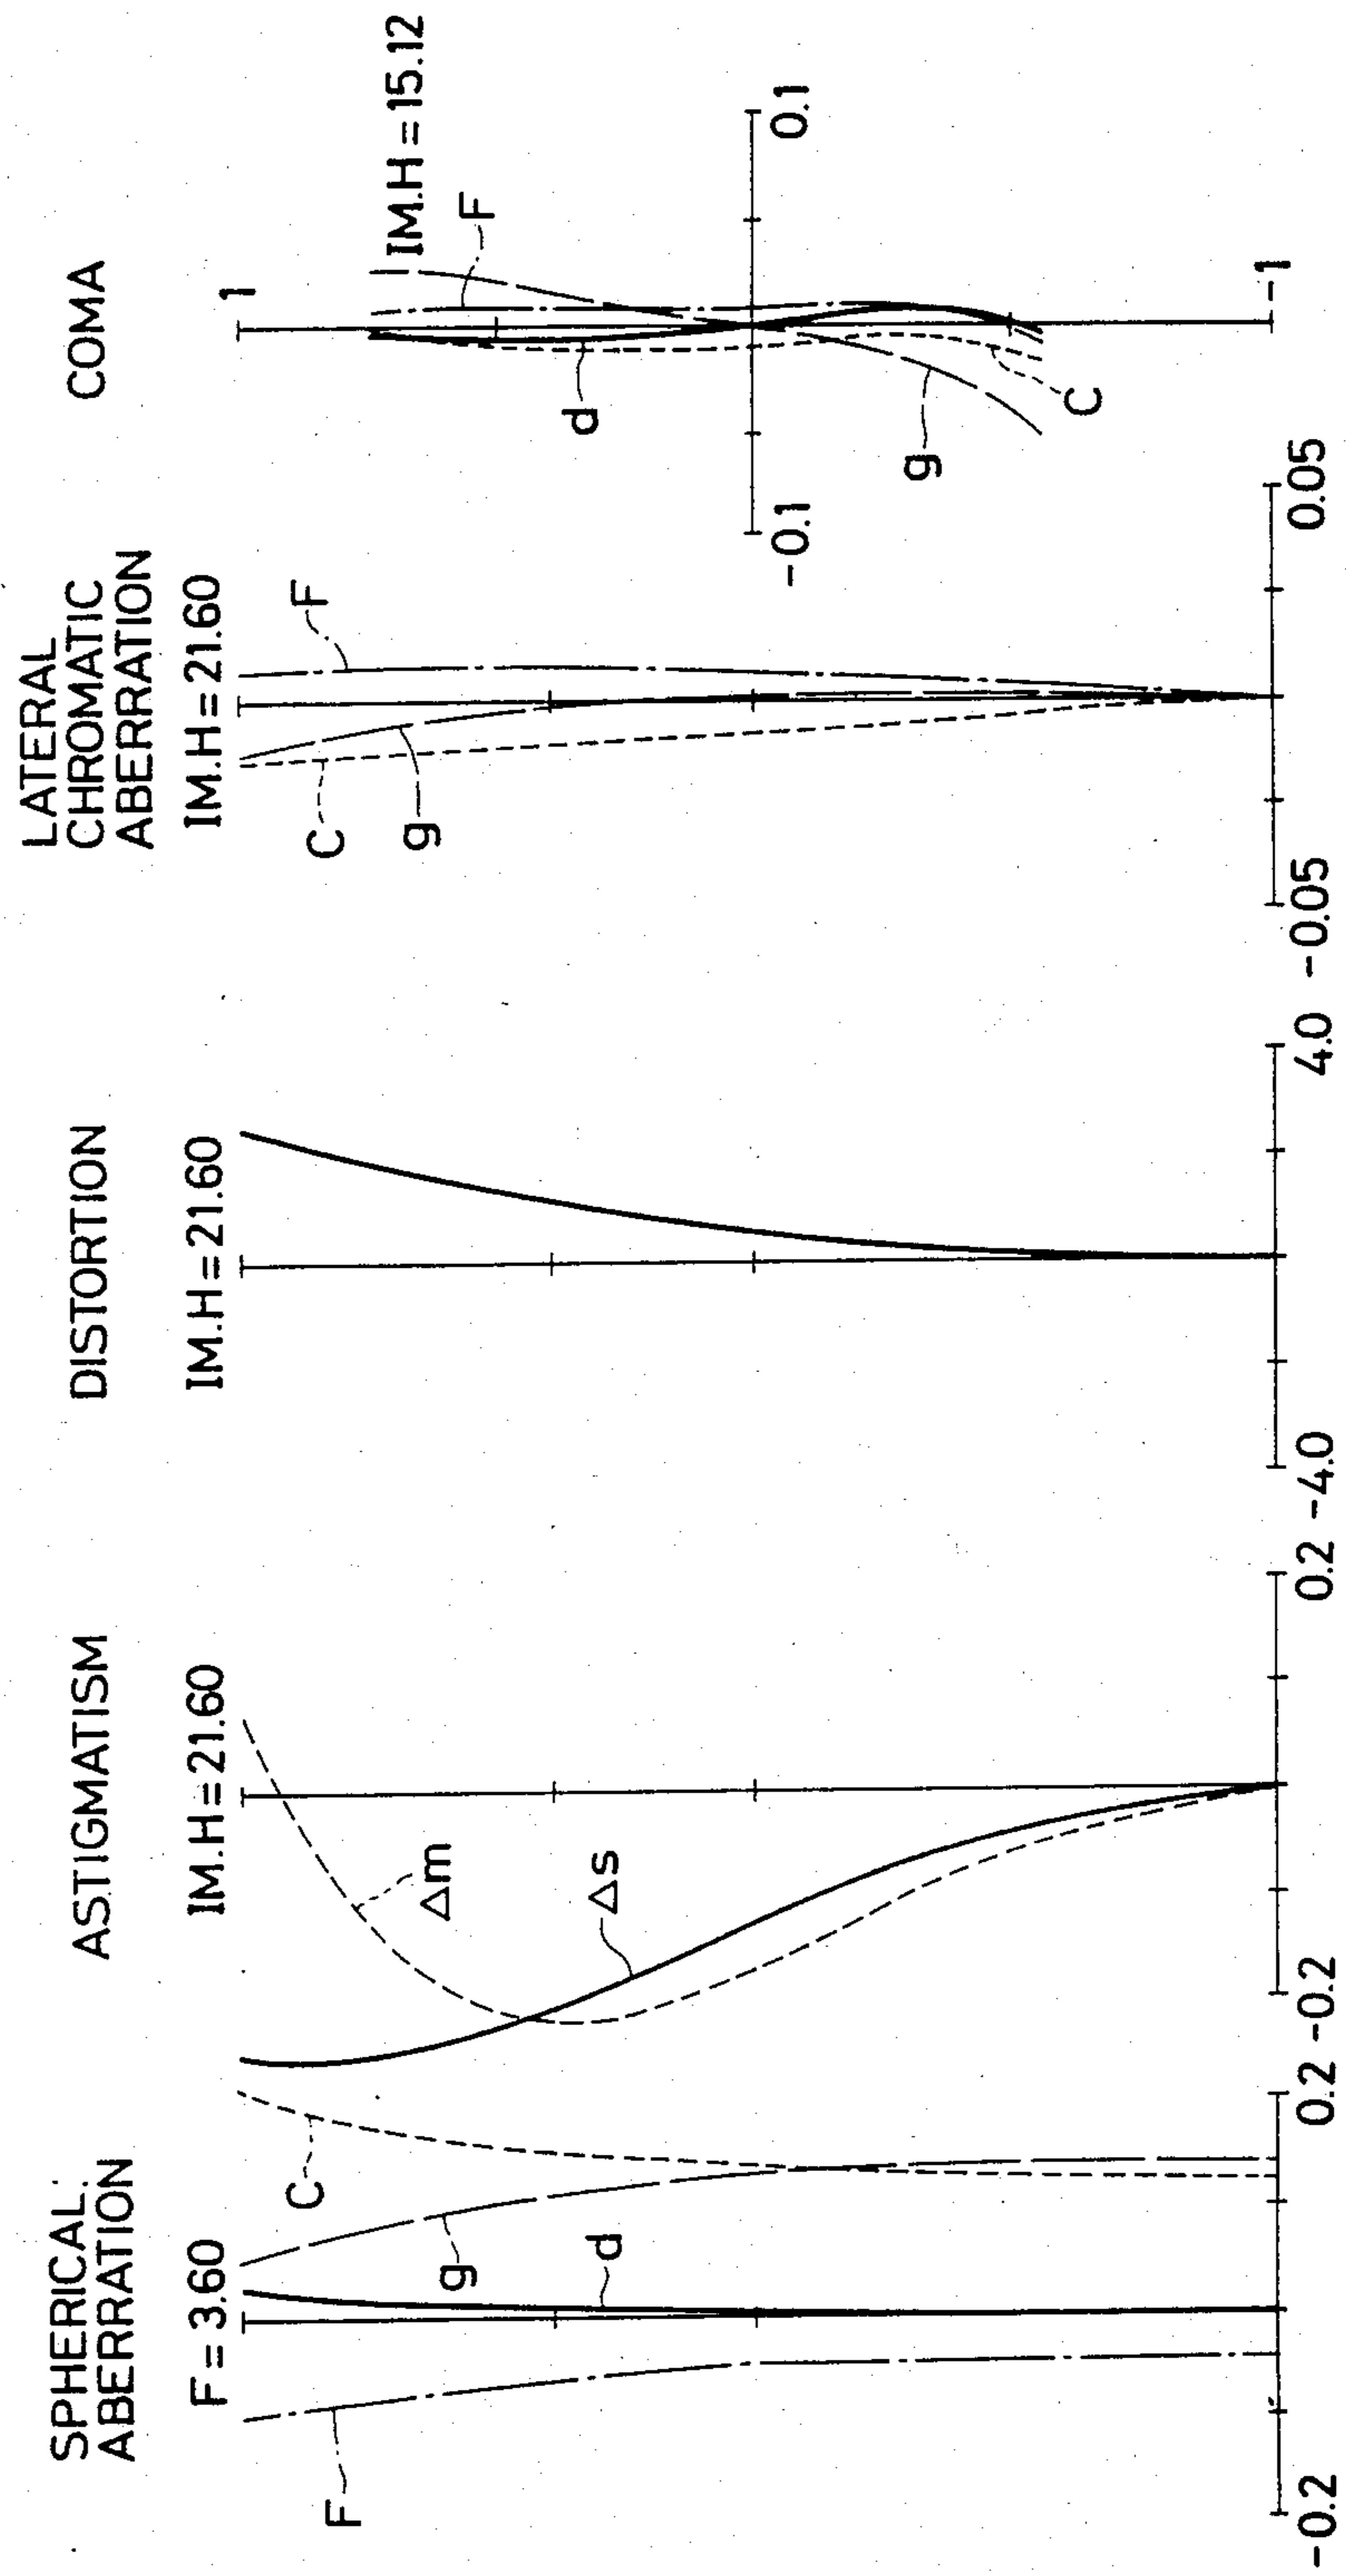 SPHERICAL
ABERRATION
F = 3.60
F
g
d
C
-0.2
0.2
ASTIGMATISM
IM.H = 21.60
Δm
Δs
-0.2
0.2
DISTORTION
IM.H = 21.60
-4.0
4.0
LATERAL
CHROMATIC
ABERRATION
IM.H = 21.60
C
g
F
-0.05
0.05
COMA
1
IM.H = 15.12
F
d
g
C
-0.1
0.1
-1